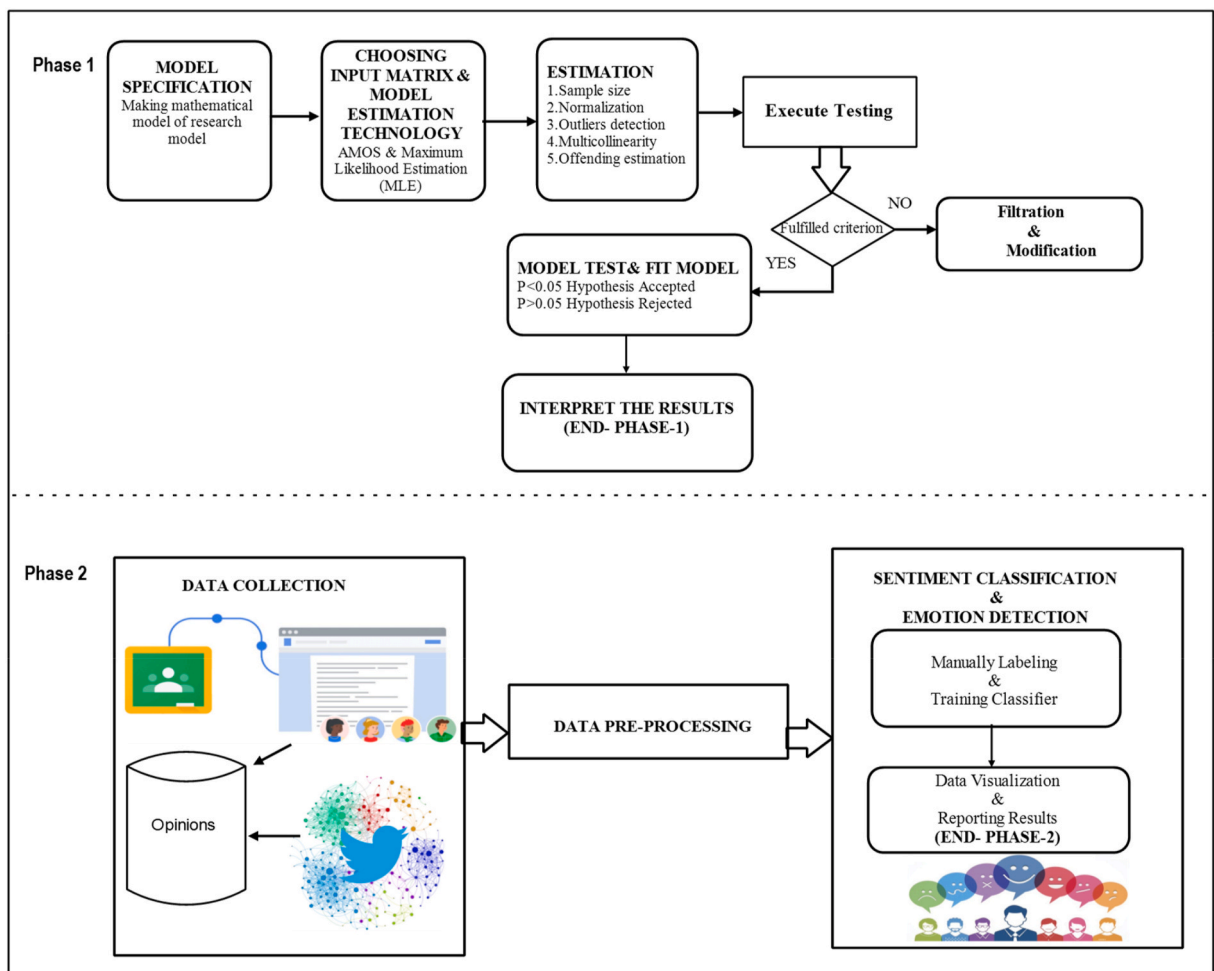 Phase 1
MODEL
SPECIFICATION
Making mathematical
model of research
model
CHOOSING
INPUT MATRIX &
MODEL
ESTIMATION
TECHNOLOGY
AMOS & Maximum
Likelihood Estimation
(MLE)
ESTIMATION
1.Sample size
2.Normalization
3.Outliers detection
4.Multicollinearity
5.Offending estimation
Execute Testing
Fulfilled criterion
NO
Filtration
&
Modification
YES
MODEL TEST& FIT MODEL
P<0.05 Hypothesis Accepted
P>0.05 Hypothesis Rejected
INTERPRET THE RESULTS
(END- PHASE-1)
Phase 2
DATA COLLECTION
Opinions
DATA PRE-PROCESSING
SENTIMENT CLASSIFICATION
&
EMOTION DETECTION
Manually Labeling
&
Training Classifier
Data Visualization
&
Reporting Results
(END- PHASE-2)